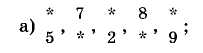 а) */5, 7/*, */2, 8/*, */9;